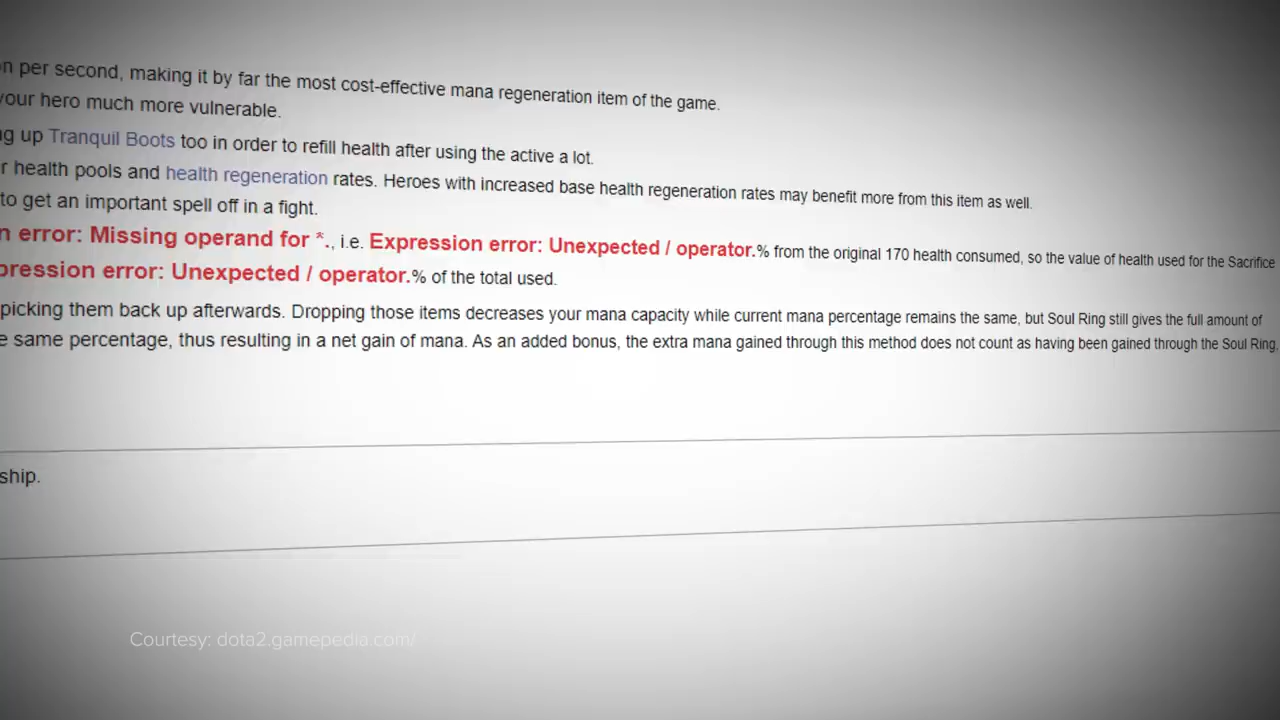 n per second, making it by far the most cost-effective mana regeneration item of the game.
your hero much more vulnerable.
ng up Tranquil Boots too in order to refill health after using the active a lot.
r health pools and health regeneration rates. Heroes with increased base health regeneration rates may benefit more from this item as well.
to get an important spell off in a fight.
n error: Missing operand for *., i.e. Expression error: Unexpected / operator.% from the original 170 health consumed, so the value of health used for the Sacrifice
pression error: Unexpected / operator.% of the total used.
picking them back up afterwards. Dropping those items decreases your mana capacity while current mana percentage remains the same, but Soul Ring still gives the full amount of
e same percentage, thus resulting in a net gain of mana. As an added bonus, the extra mana gained through this method does not count as having been gained through the Soul Ring,
ship.
Courtesy: dota2.gamepedia.com/